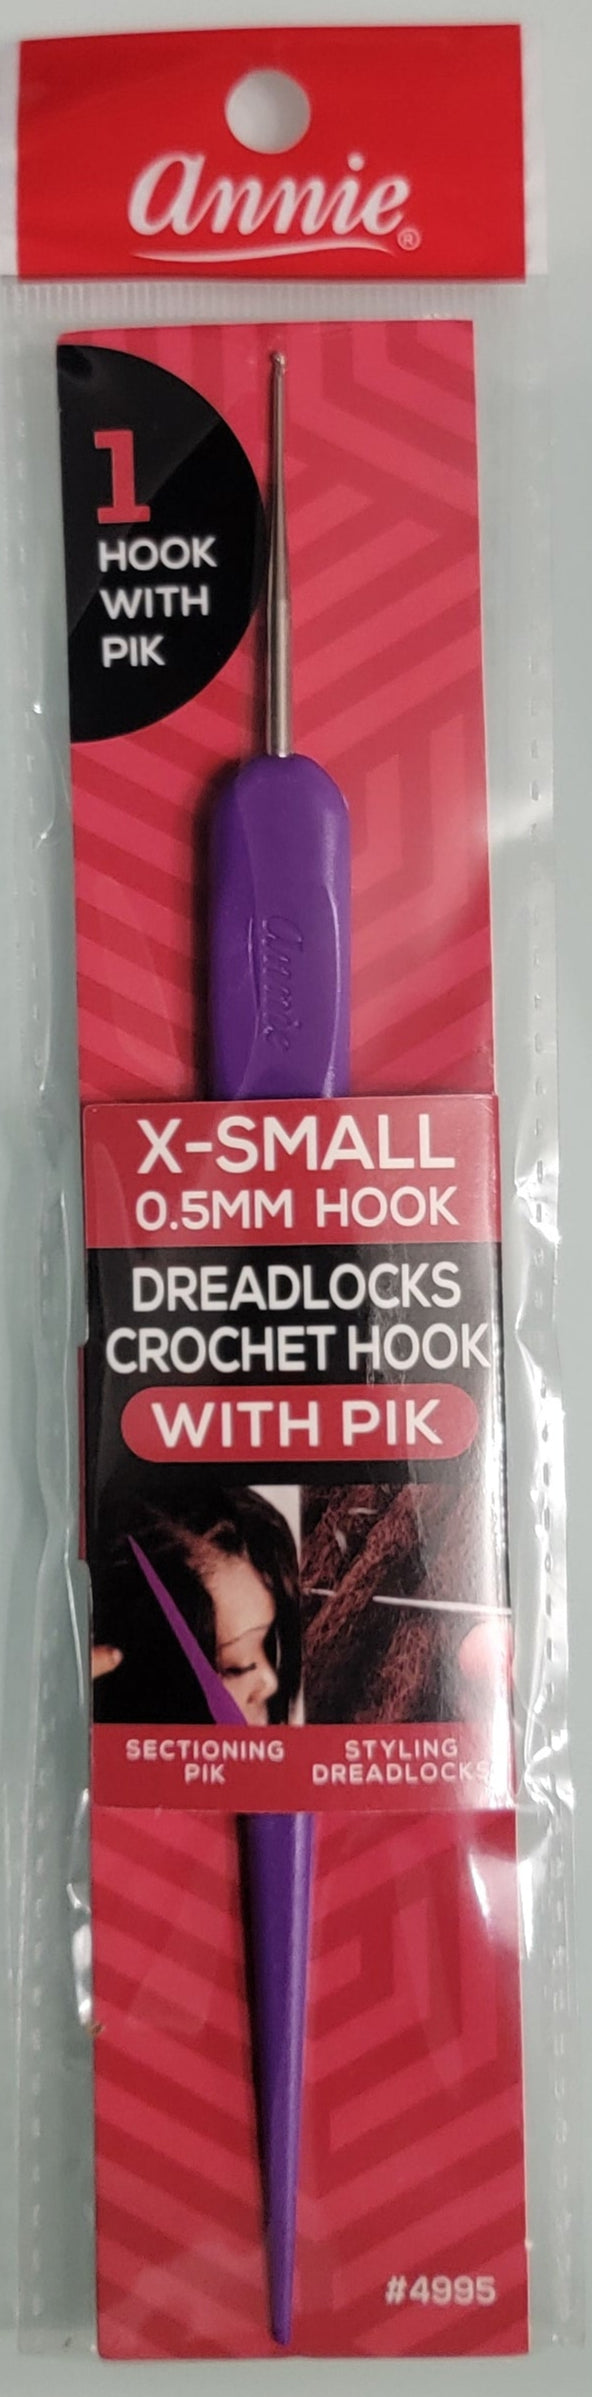 annie®
1
HOOK
WITH
PIK
annie
X-SMALL
0.5MM HOOK
DREADLOCKS
CROCHET HOOK
WITH PIK
SECTIONING
PIK
STYLING
DREADLOCKS
#4995